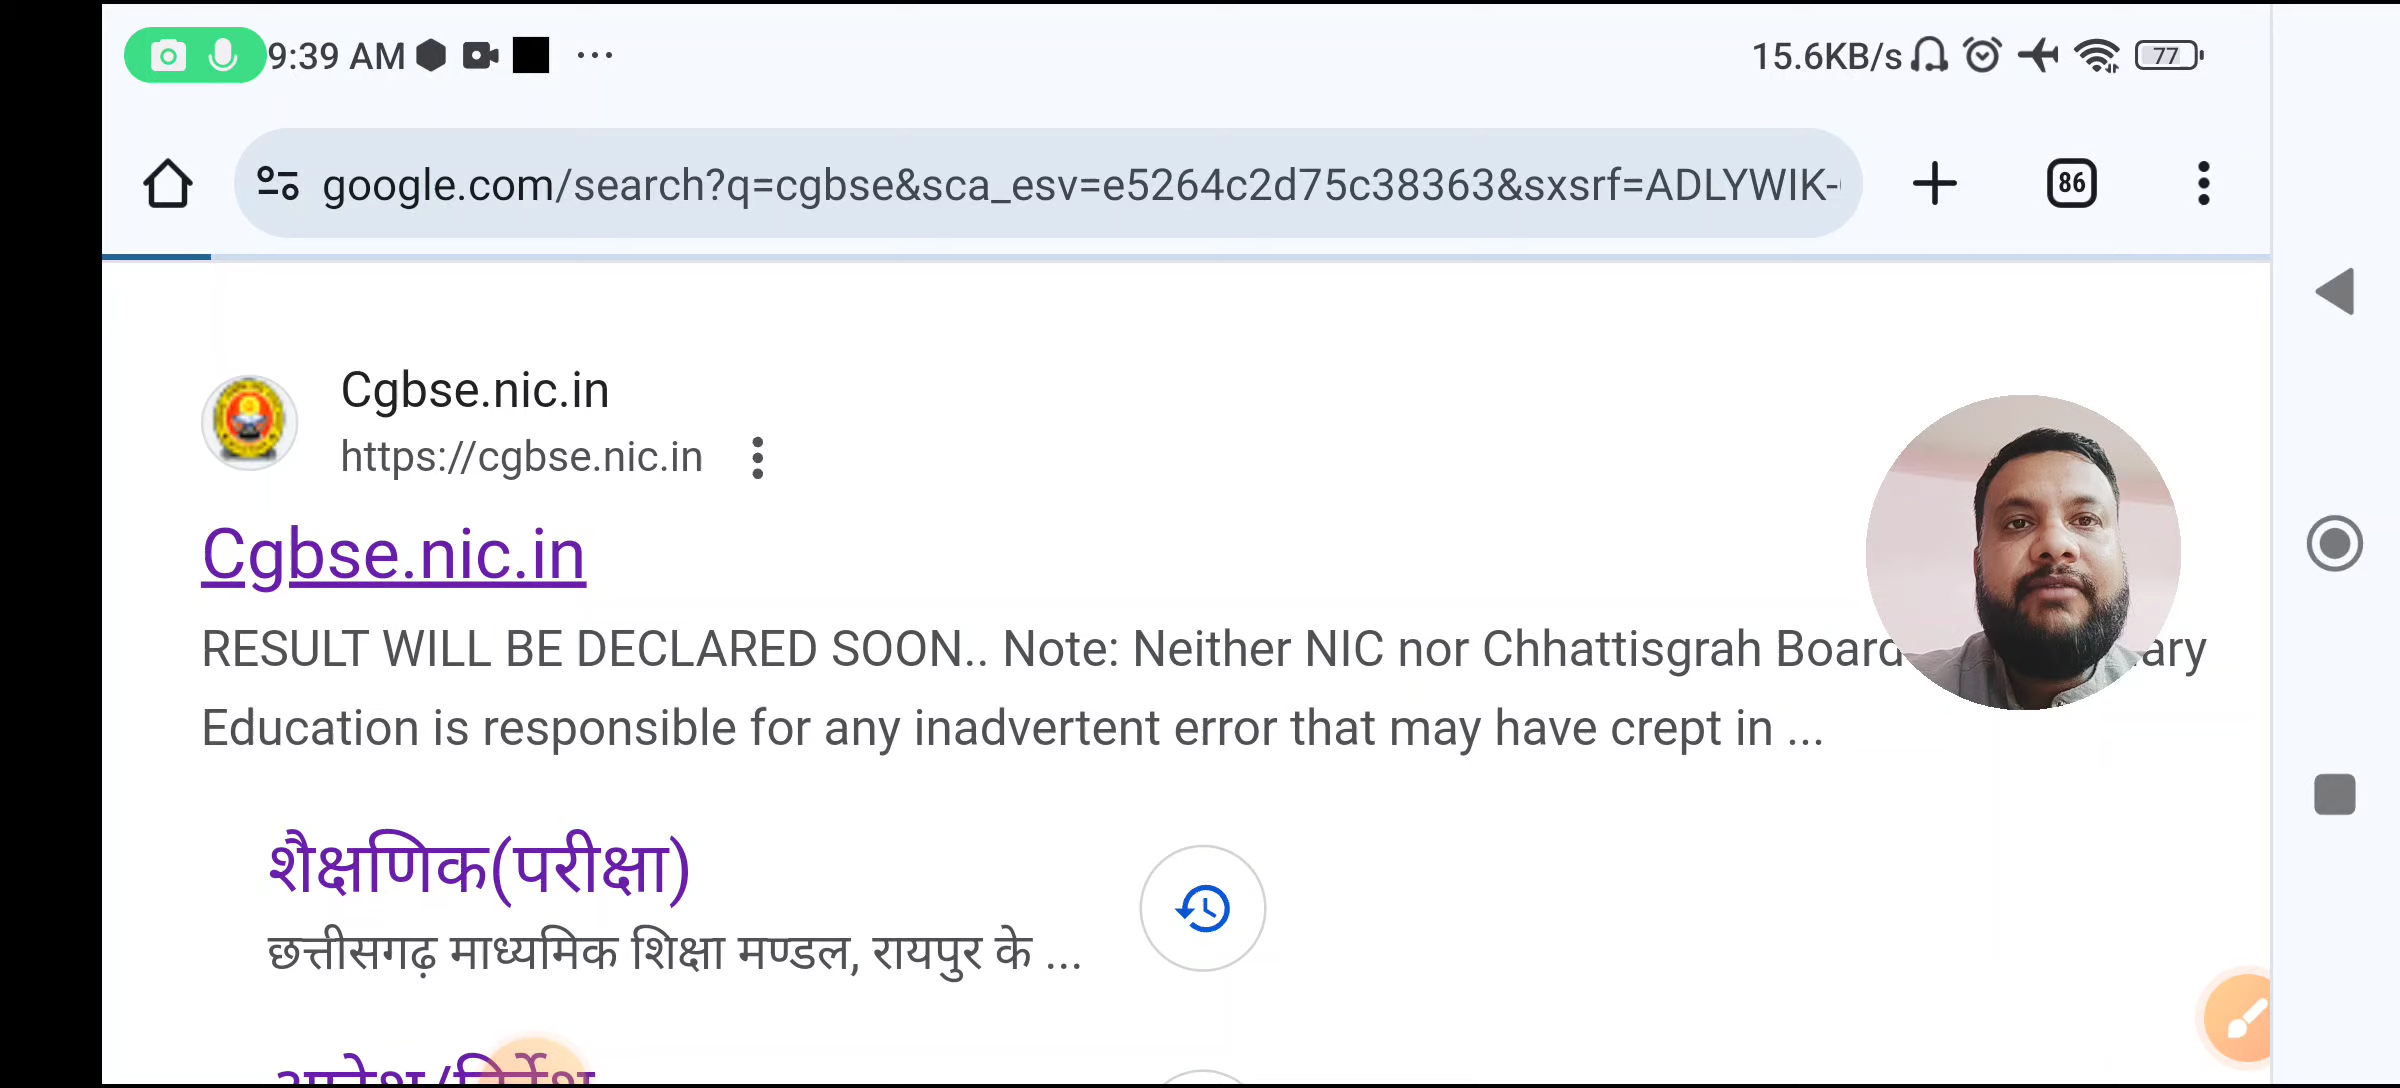 9:39 AM ... 15.6KB/s 77
google.com/search?q=cgbse&sca_esv=e5264c2d75c38363&sxsrf=ADLYWIK- 86
Cgbse.nic.in
https://cgbse.nic.in
Cgbse.nic.in
RESULT WILL BE DECLARED SOON.. Note: Neither NIC nor Chhattisgrah Board
Education is responsible for any inadvertent error that may have crept in ...
शैक्षणिक(परीक्षा)
छत्तीसगढ़ माध्यमिक शिक्षा मण्डल, रायपुर के ...